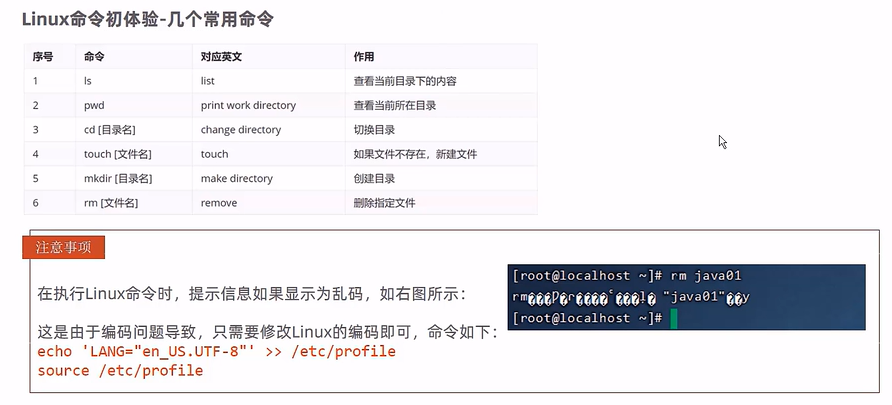 Linux命令初体验-几个常用命令
序号 命令 对应英文 作用
1 ls list 查看当前目录下的内容
2 pwd print work directory 查看当前所在目录
3 cd [目录名] change directory 切换目录
4 touch [文件名] touch 如果文件不存在，新建文件
5 mkdir [目录名] make directory 创建目录
6 rm [文件名] remove 删除指定文件
注意事项
在执行Linux命令时，提示信息如果显示为乱码，如右图所示：
这是由于编码问题导致，只需要修改Linux的编码即可，命令如下：
echo 'LANG="en_US.UTF-8"' >> /etc/profile
source /etc/profile
[root@localhost ~]# rm java01
rm "java01" y
[root@localhost ~]#